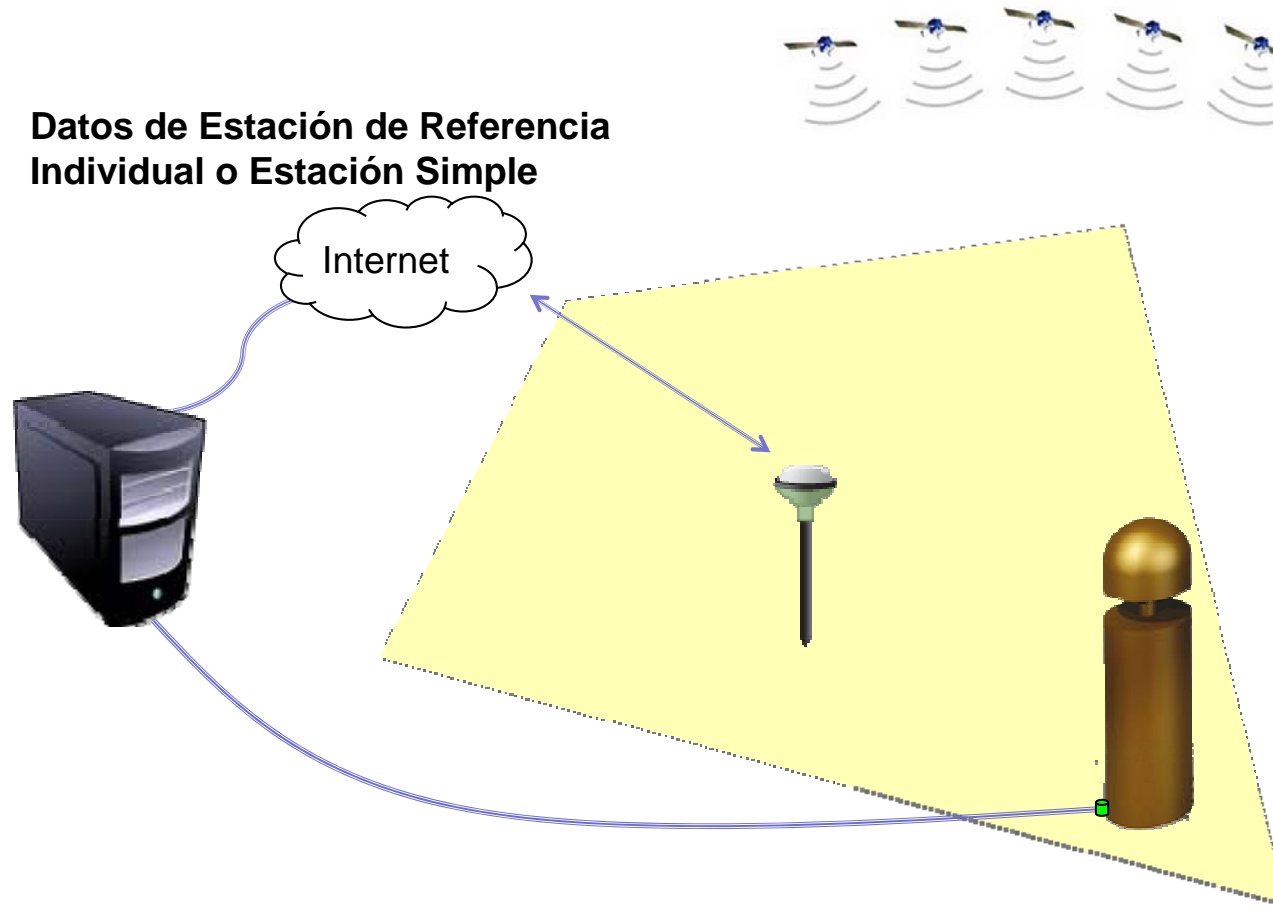 Datos de Estación de Referencia
Individual o Estación Simple
Internet